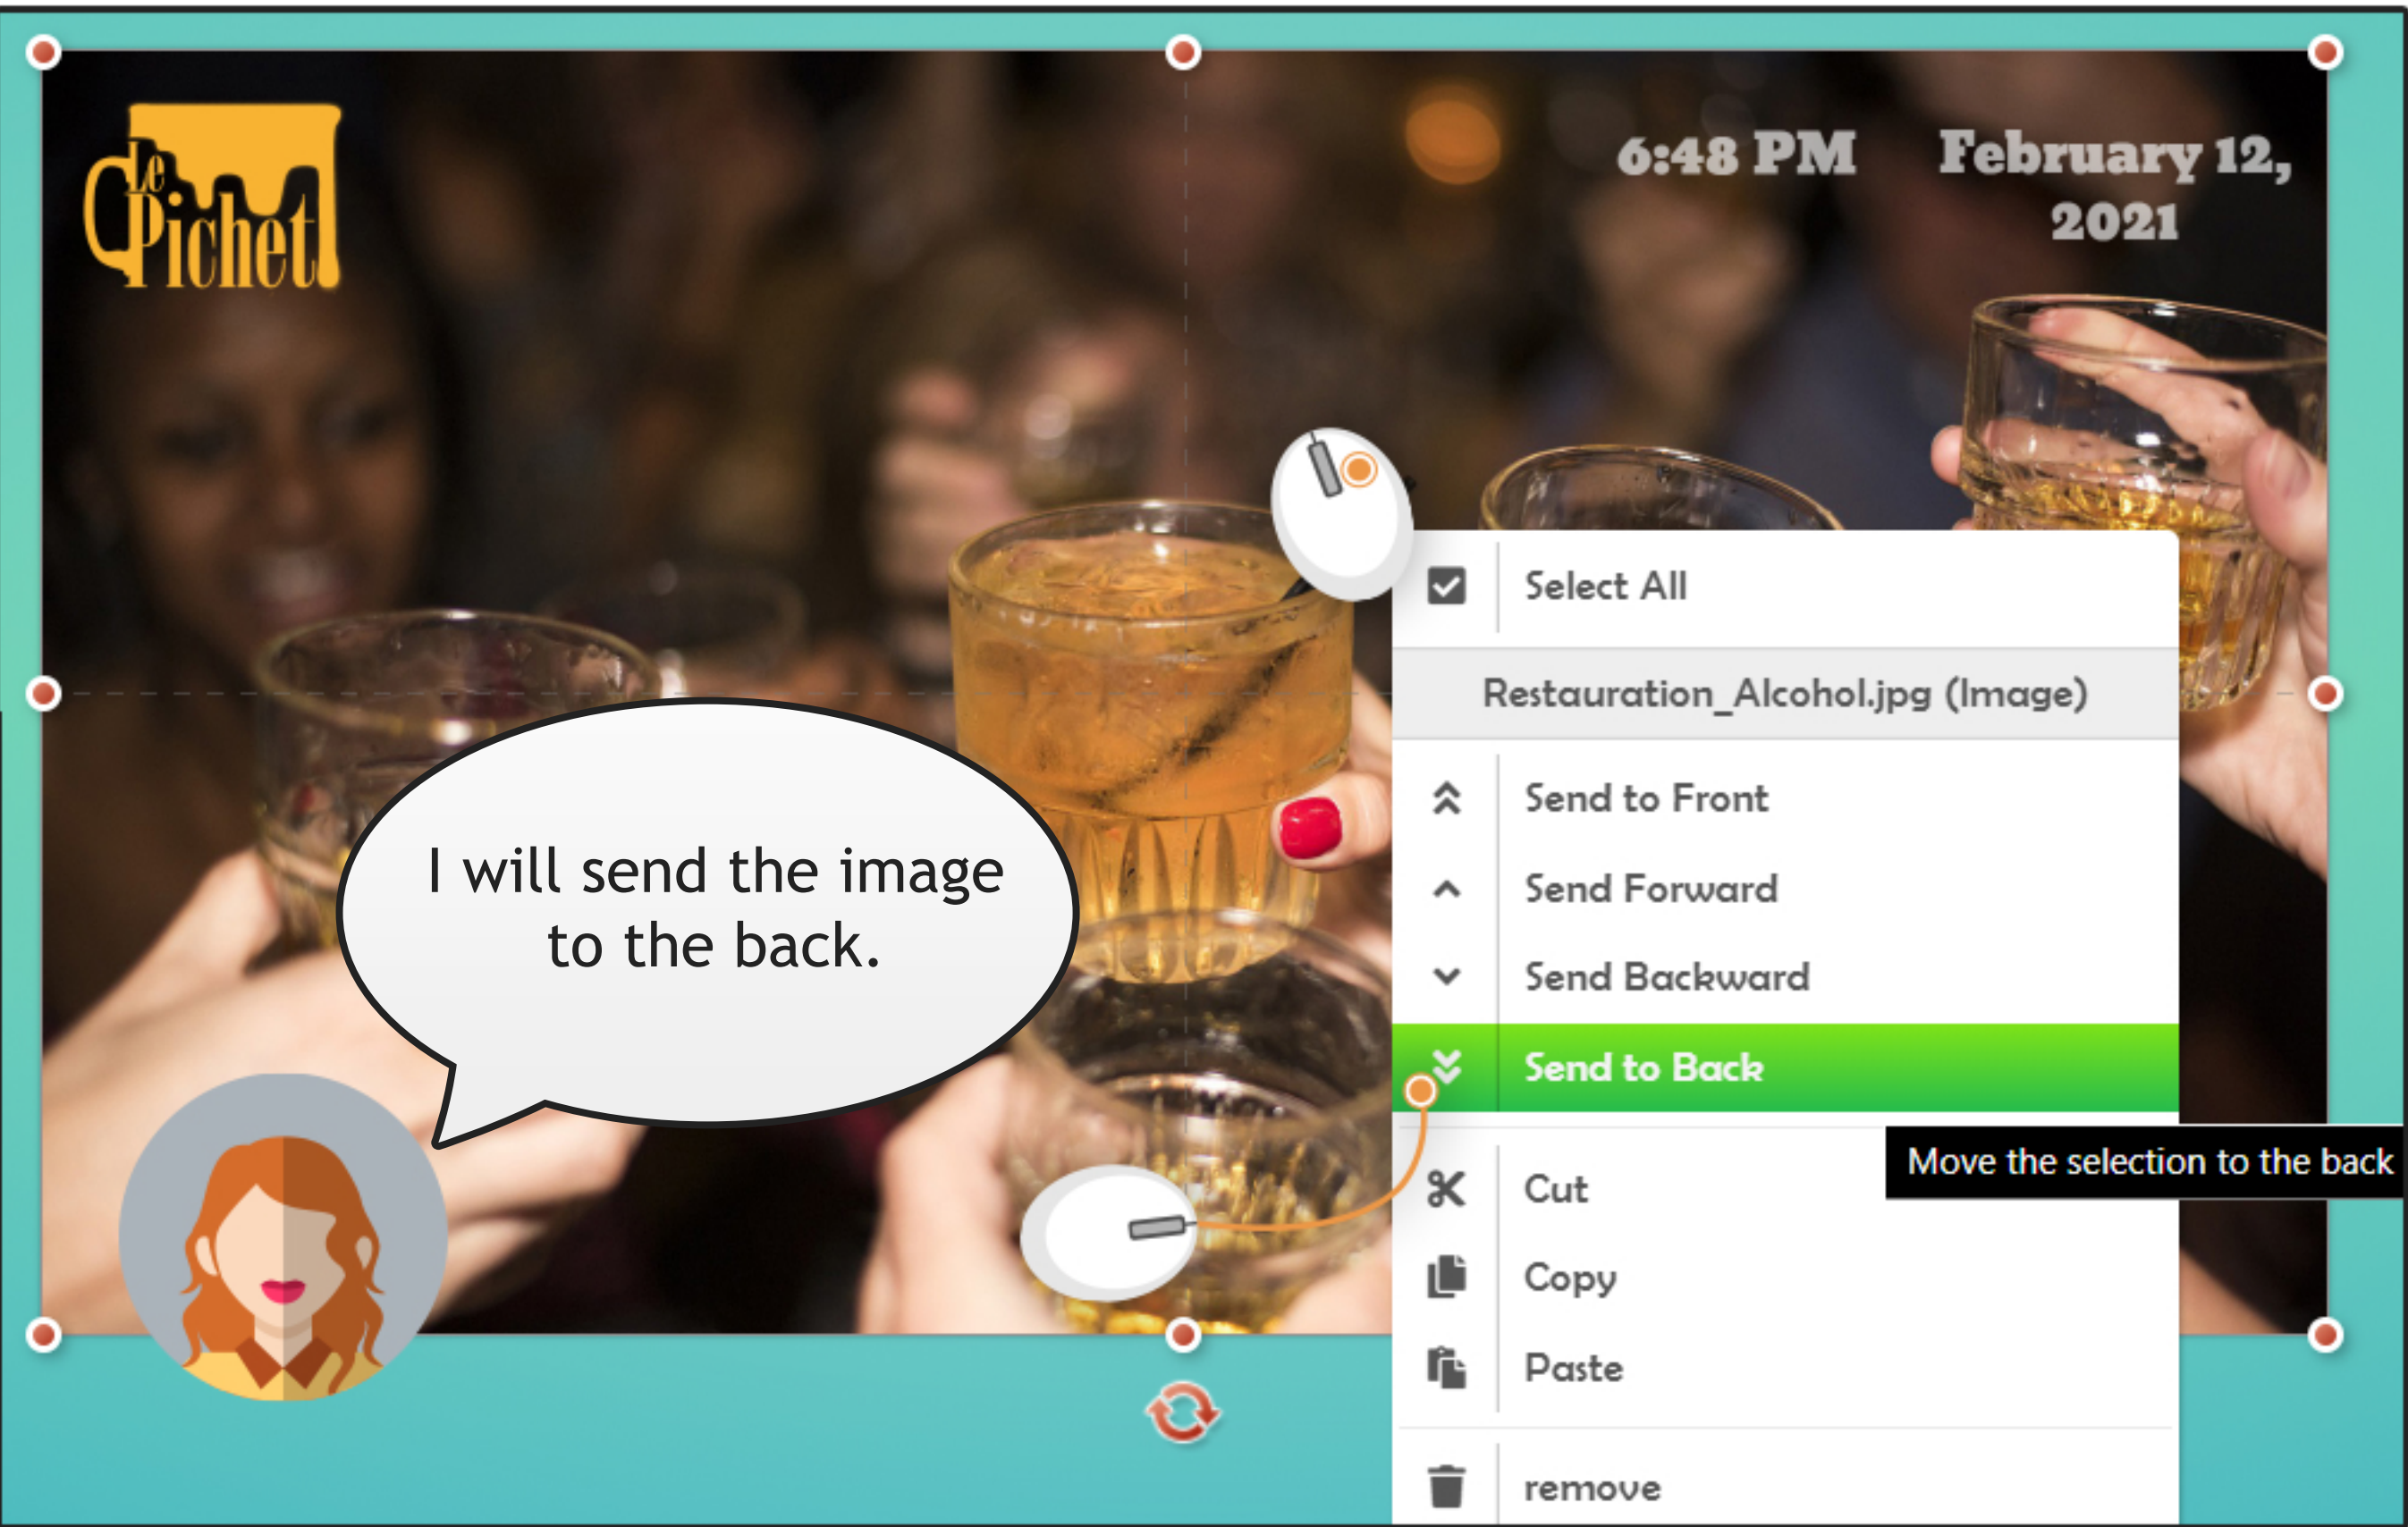 Le
Pichet
6:48 PM
February 12,
2021
Select All
Restauration_Alcohol.jpg (Image)
Send to Front
Send Forward
Send Backward
Send to Back
Move the selection to the back
Cut
Copy
Paste
remove
I will send the image
to the back.